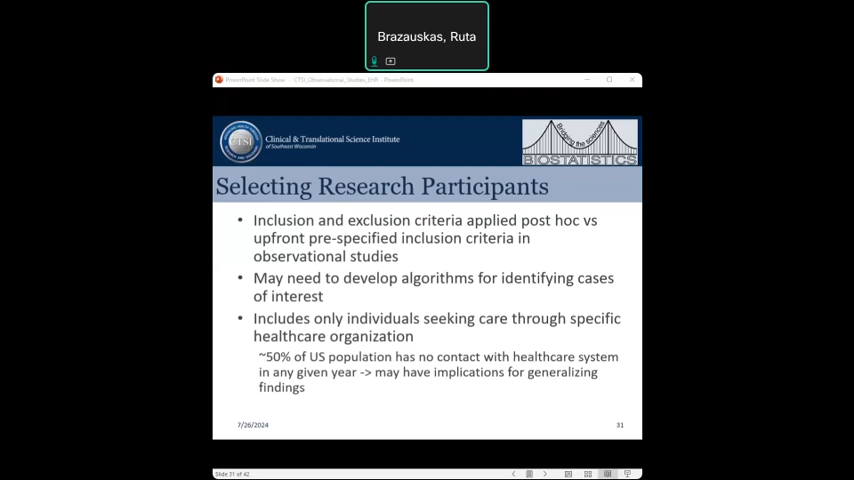 Brazauskas, Ruta
PowerPoint Slide Show - CTSI_Observational_Studies_EHR - PowerPoint
CTSI
Clinical & Translational Science Institute
of Southeast Wisconsin
Bridging the Sciences
BIOSTATISTICS
Selecting Research Participants
• Inclusion and exclusion criteria applied post hoc vs
upfront pre-specified inclusion criteria in
observational studies
• May need to develop algorithms for identifying cases
of interest
• Includes only individuals seeking care through specific
healthcare organization
~50% of US population has no contact with healthcare system
in any given year -> may have implications for generalizing
findings
7/26/2024
31
Slide 31 of 42